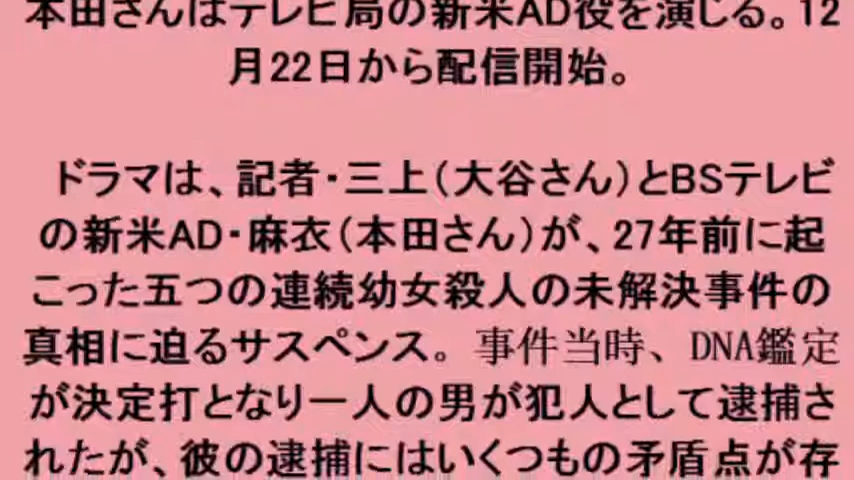 本田さんはテレビ局の新米AD役を演じる。12
月22日から配信開始。
ドラマは、記者・三上(大谷さん)とBSテレビ
の新米AD・麻衣(本田さん)が、27年前に起
こった五つの連続幼女殺人の未解決事件の
真相に迫るサスペンス。事件当時、DNA鑑定
が決定打となり一人の男が犯人として逮捕さ
れたが、彼の逮捕にはいくつもの矛盾点が存